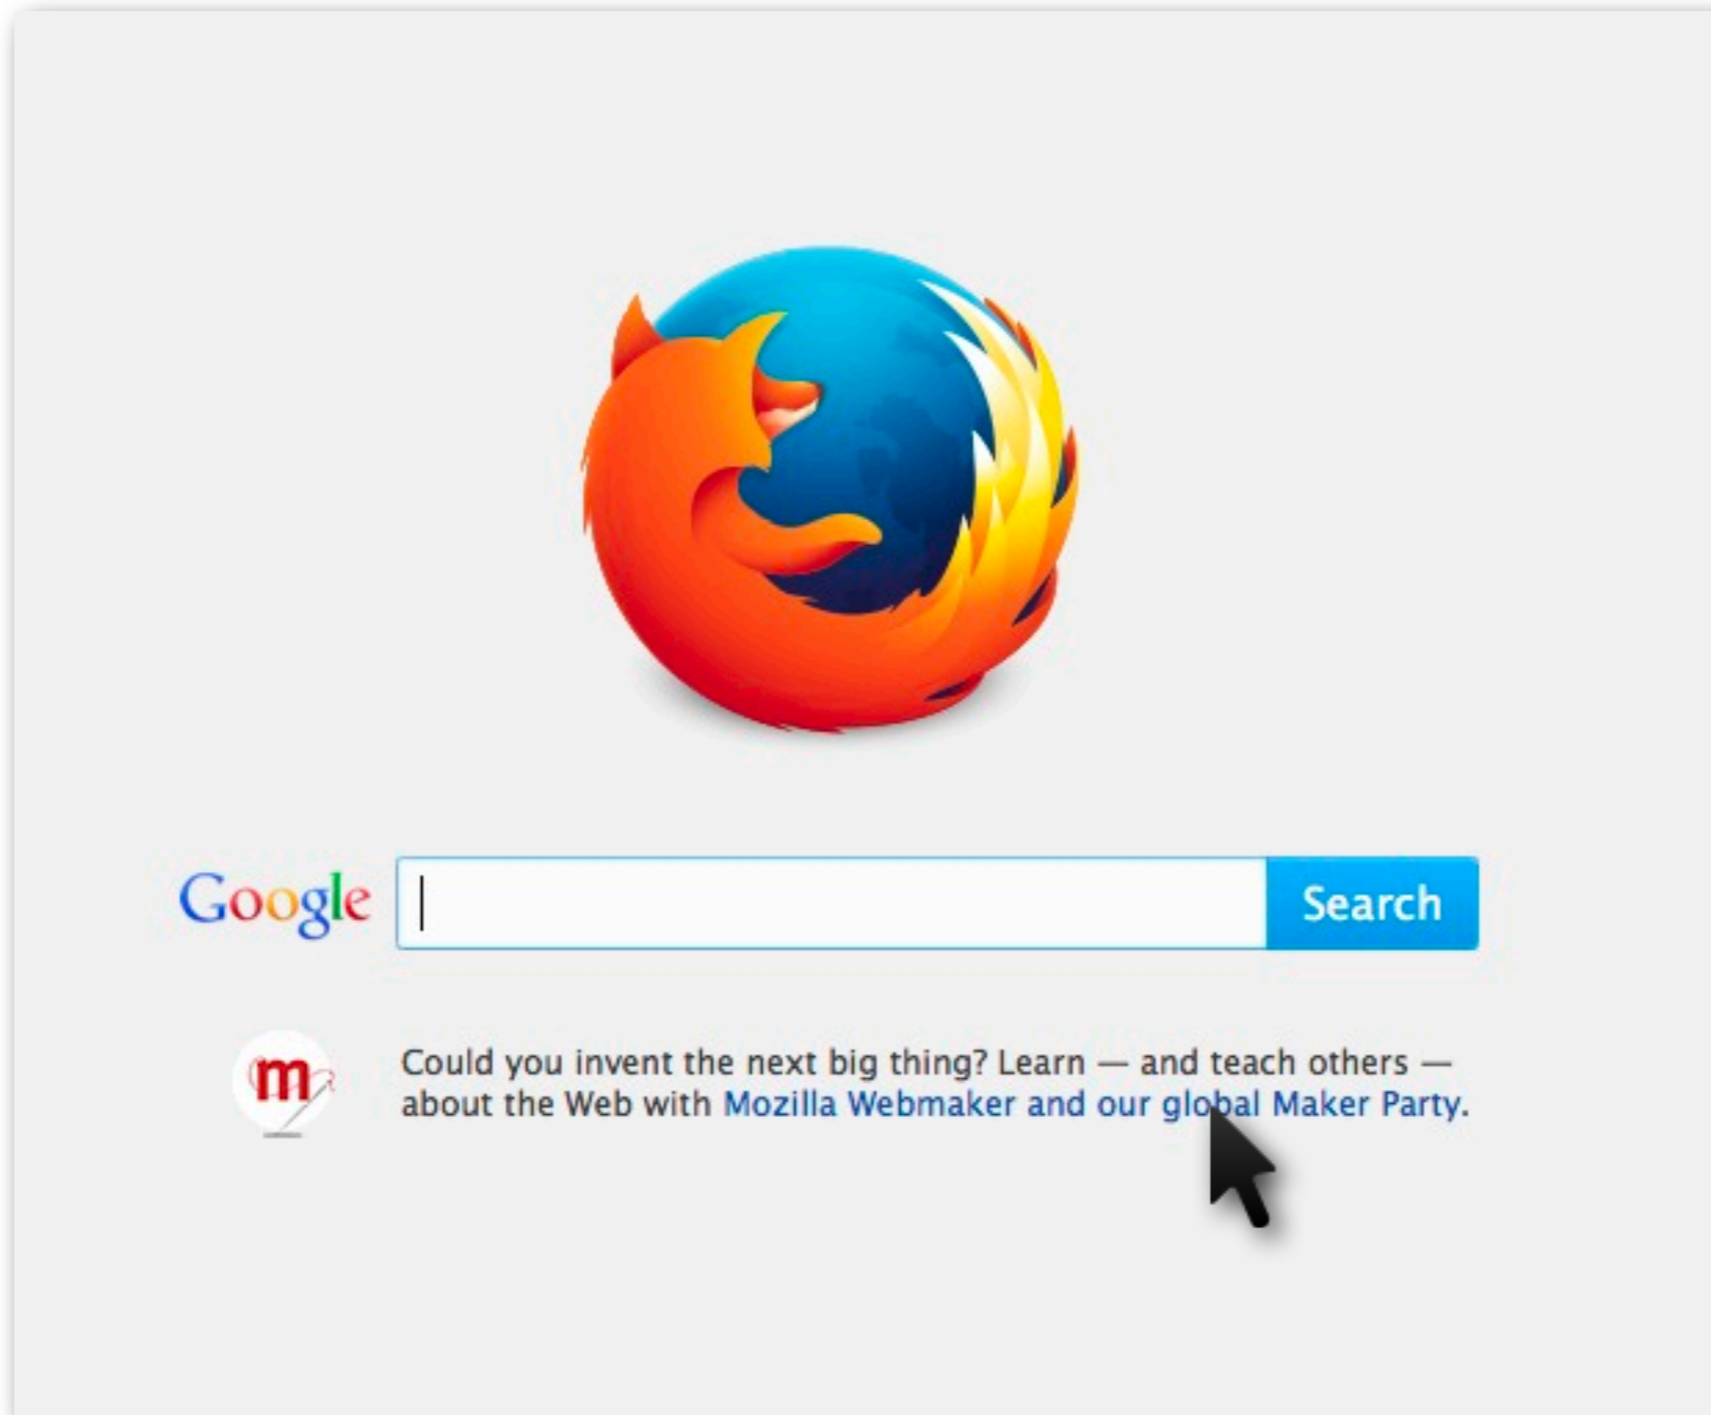 Google
Search
m
Could you invent the next big thing? Learn — and teach others —
about the Web with Mozilla Webmaker and our global Maker Party.